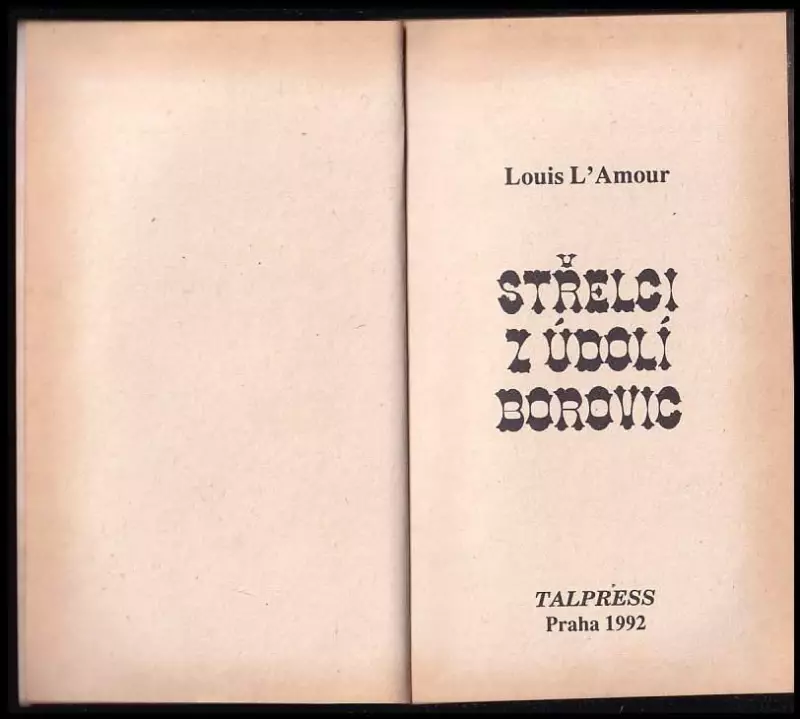 Louis L'Amour
STŘELCI
Z ÚDOLÍ
BOROVIC
TALPRESS
Praha 1992